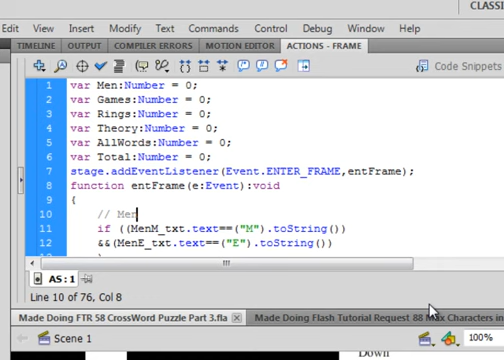 CLASSI
Edit View Insert Modify Text Commands Control Debug Window Help
TIMELINE OUTPUT COMPILER ERRORS MOTION EDITOR ACTIONS - FRAME
Code Snippets
1 var Men:Number = 0;
2 var Games:Number = 0;
3 var Rings:Number = 0;
4 var Theory:Number = 0;
5 var AllWords:Number = 0;
6 var Total:Number = 0;
7 stage.addEventListener(Event.ENTER_FRAME,entFrame);
8 function entFrame(e:Event):void
9 {
10 // Men
11 if ((MenM_txt.text==("M").toString())
12 &&(MenE_txt.text==("E").toString())
AS:1
Line 10 of 76, Col 8
Made Doing FTR 58 CrossWord Puzzle Part 3.fla Made Doing Flash Tutorial Request 88 Max Characters in
Scene 1 100%
Down